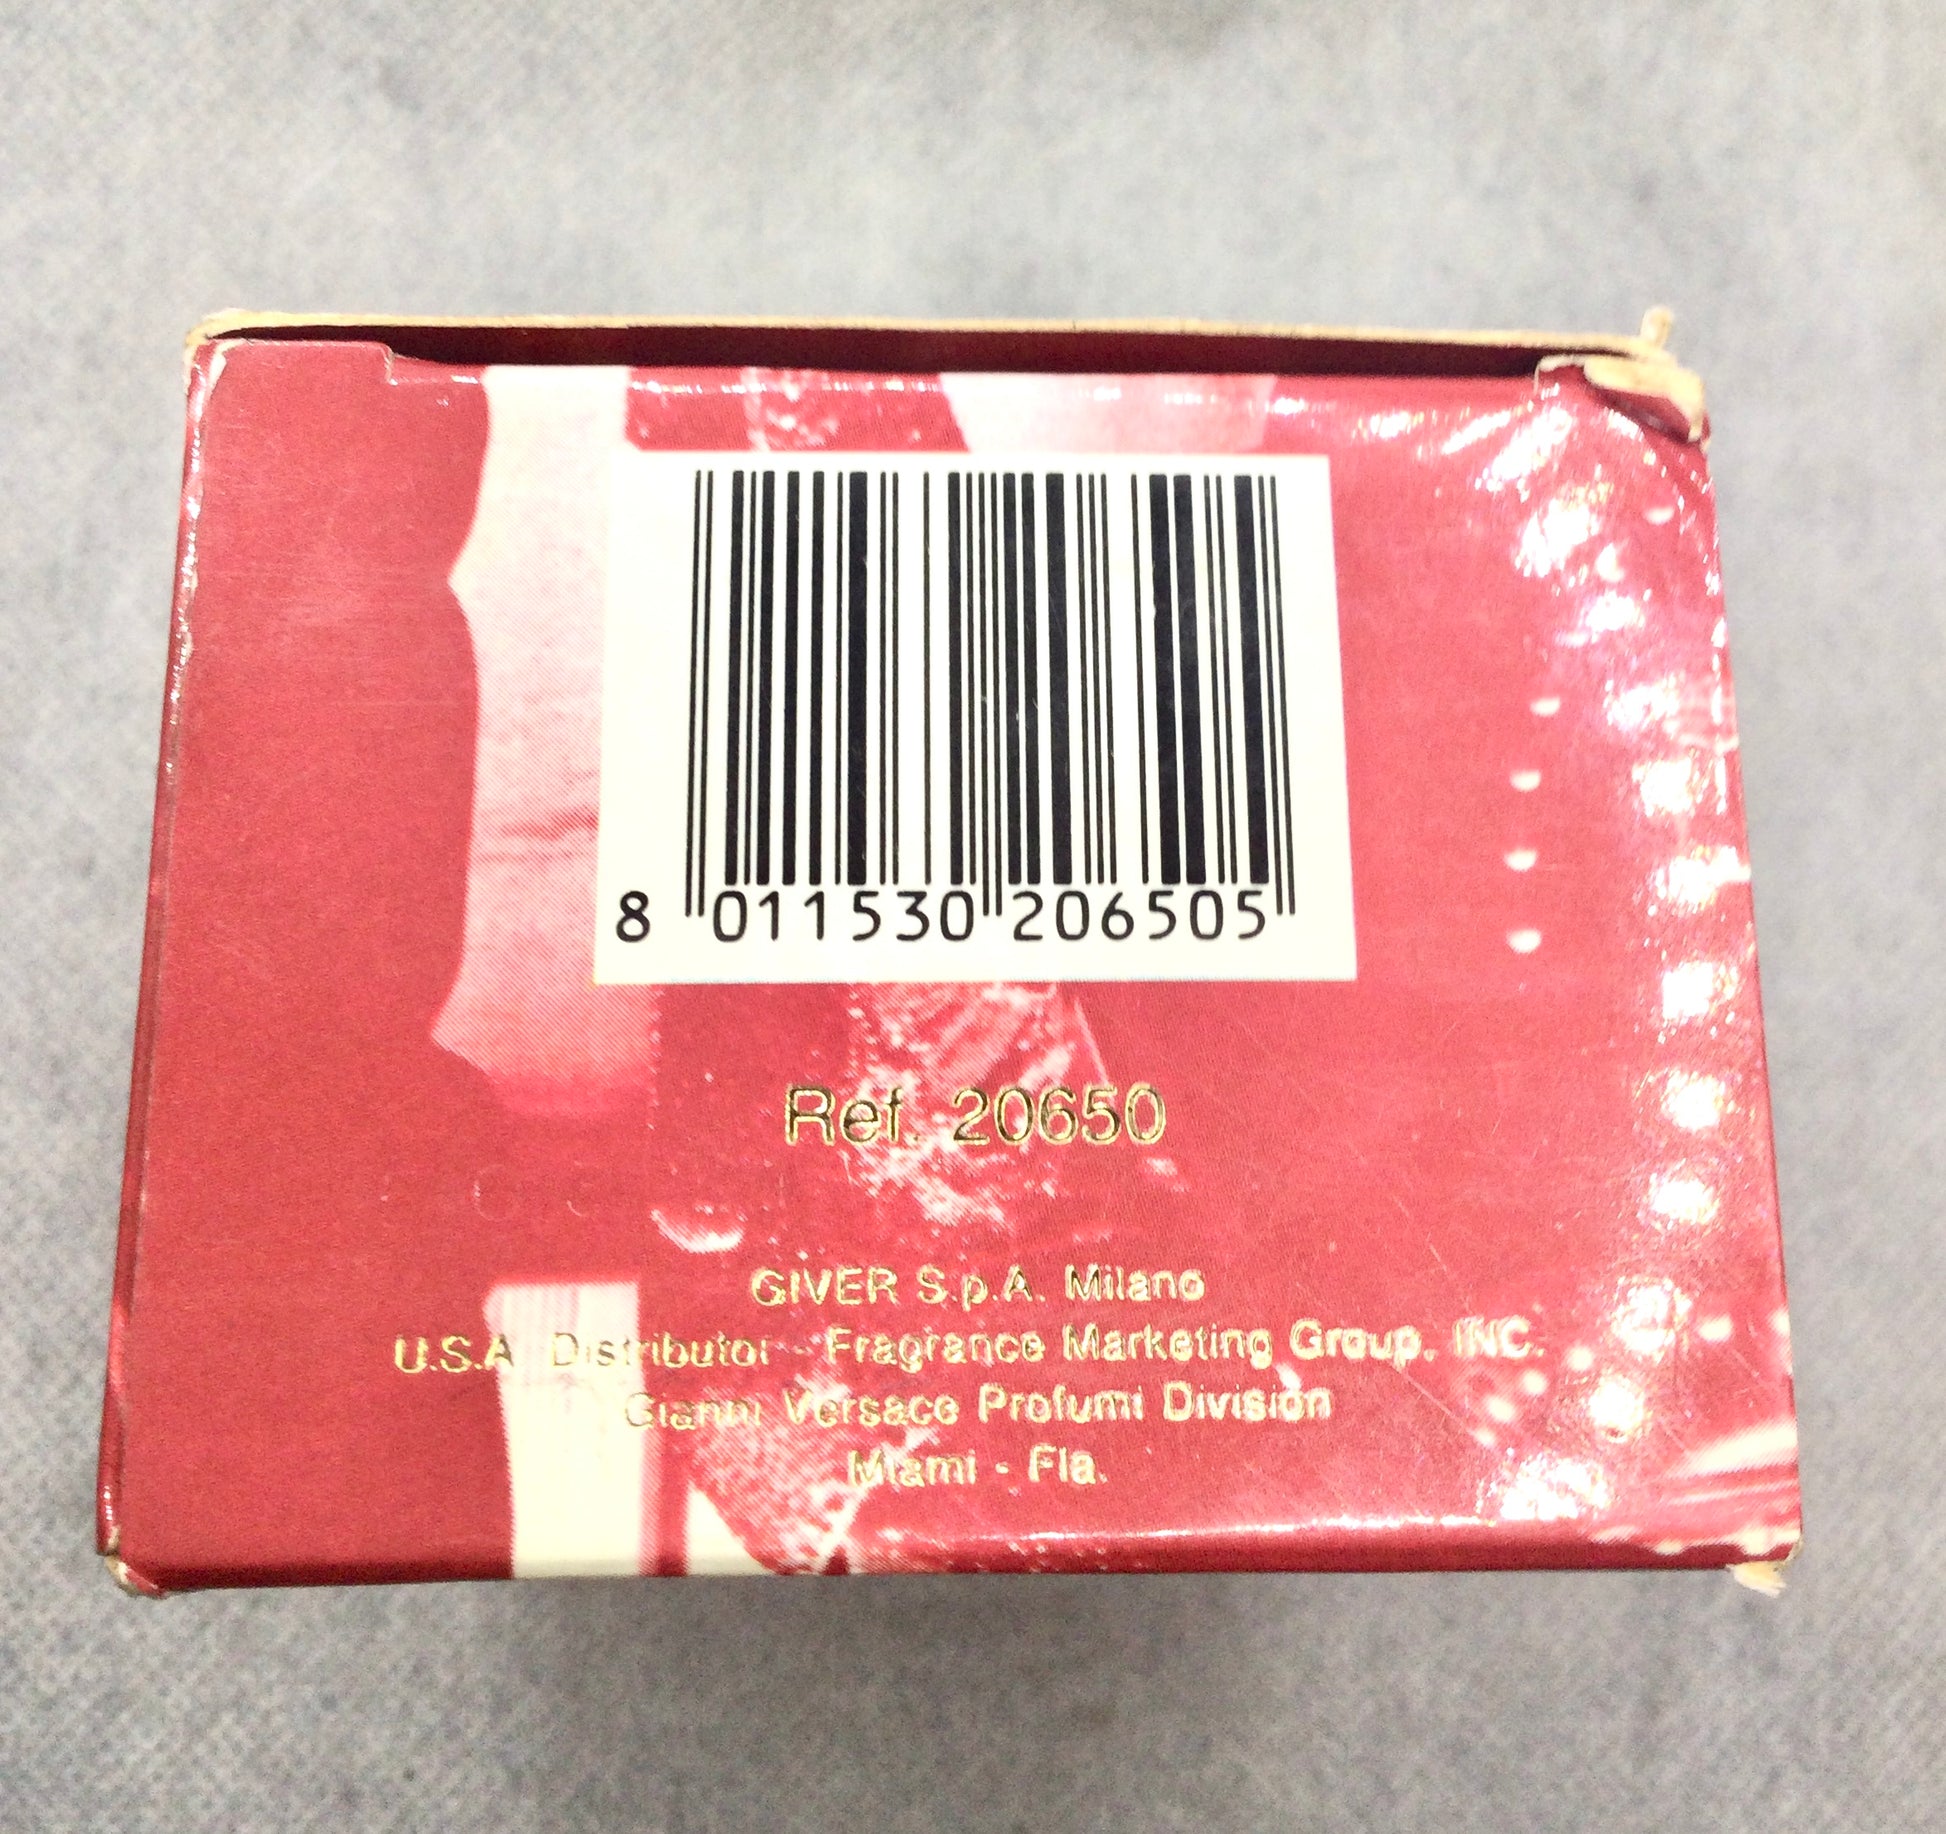 8 011530 206505
Ref. 20650
GIVER S.p.A. Milano
U.S.A. Distributor - Fragrance Marketing Group, INC.
Gianni Versace Profumi Division
Miami - Fla.